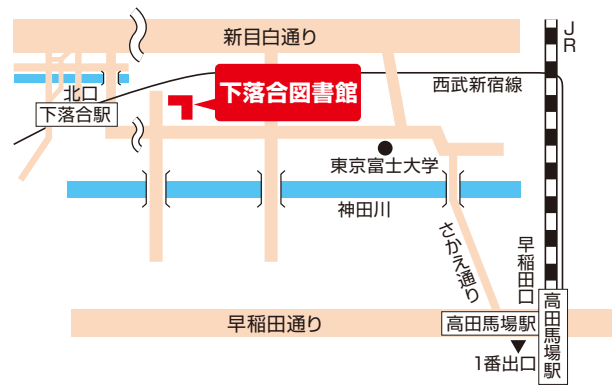 新目白通り
JR
北口
下落合駅
下落合図書館
西武新宿線
東京富士大学
神田川
さかえ通り
早稲田口
早稲田通り
高田馬場駅
高田馬場駅
1番出口